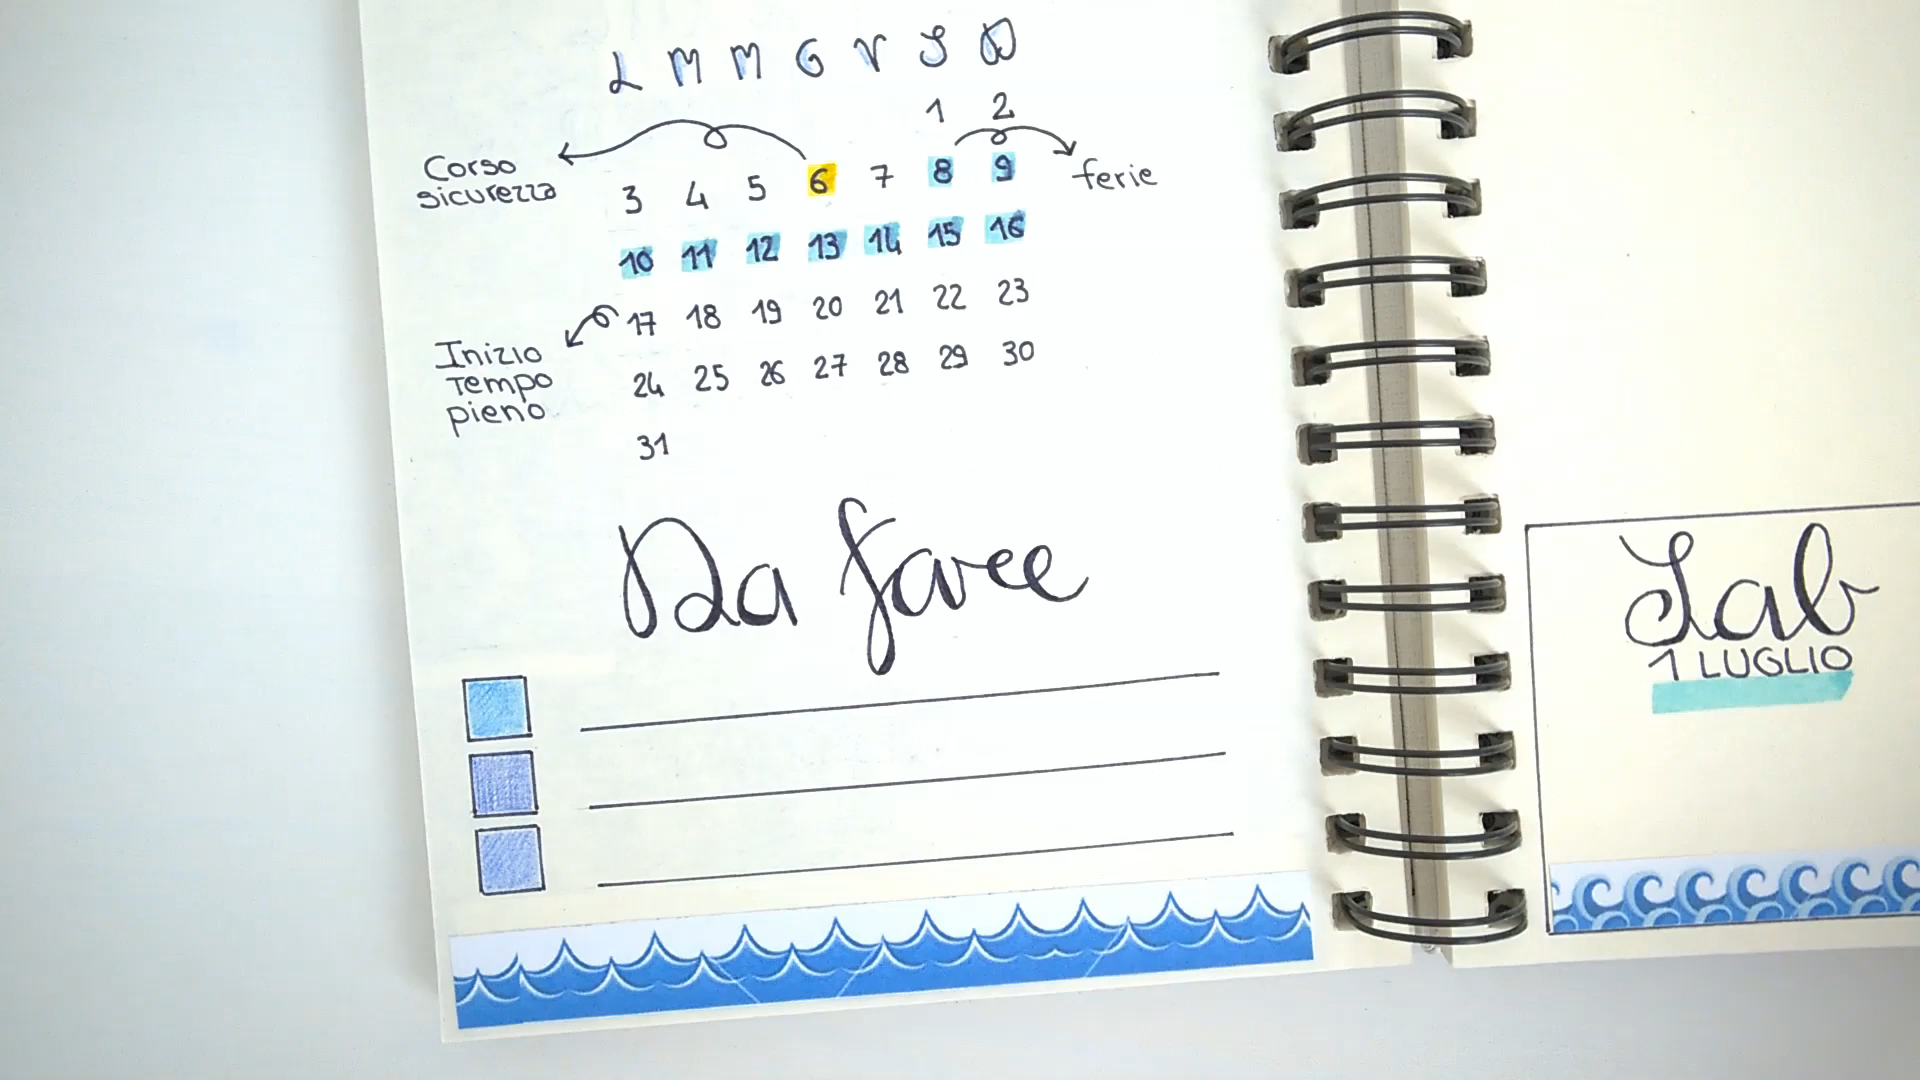 L M M G V S D
1 2
Corso
sicurezza
3 4 5 6 7 8 9
ferie
10 11 12 13 14 15 16
17 18 19 20 21 22 23
Inizio
Tempo
pieno
24 25 26 27 28 29 30
31
Da fare
Sab
1 LUGLIO